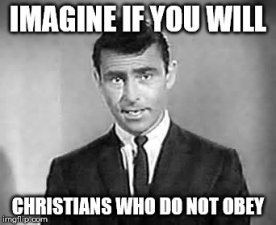 IMAGINE IF YOU WILL
CHRISTIANS WHO DO NOT OBEY
imgflip.com